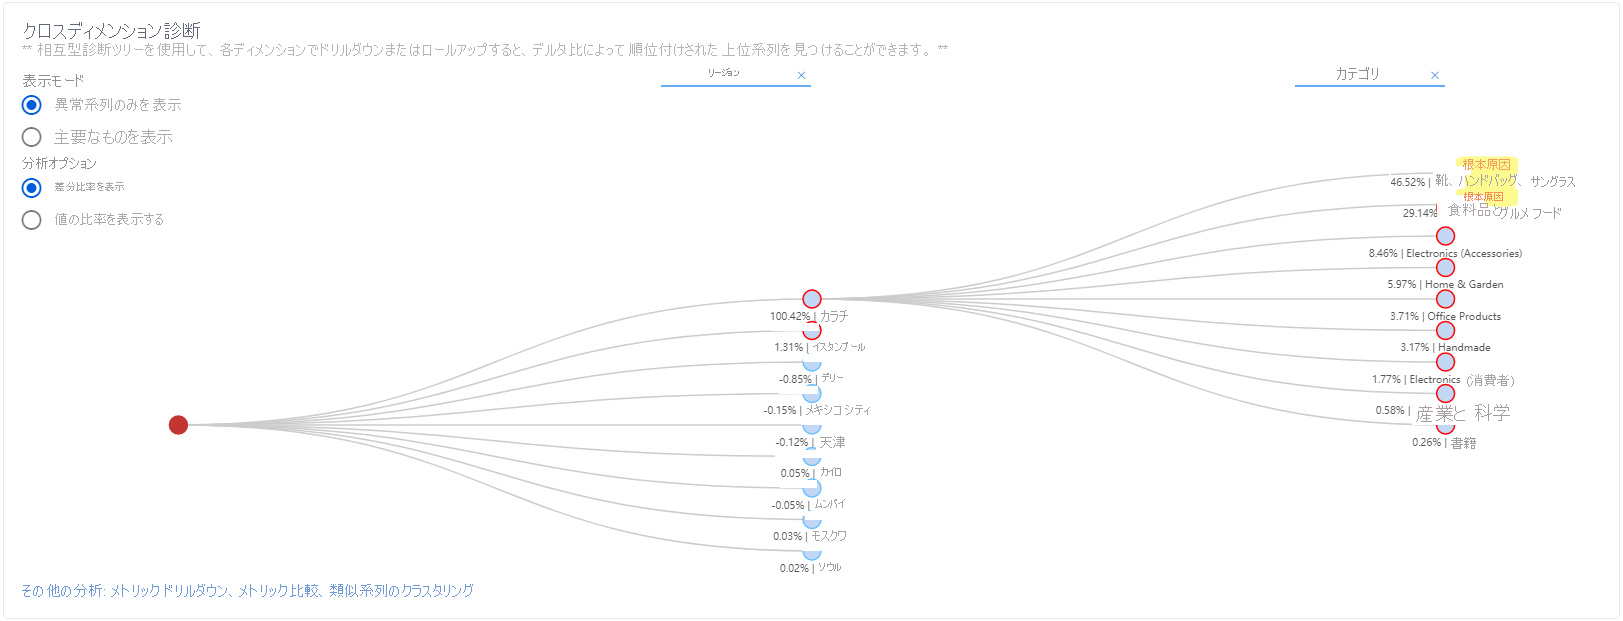 クロスディメンション診断
** 相互型診断ツリーを使用して、各ディメンションでドリルダウンまたはロールアップすると、デルタ比によって順位付けされた上位系列を見つけることができます。**
表示モード
異常系列のみを表示
主要なものを表示
分析オプション
差分比率を表示
値の比率を表示する
リージョン ×
カテゴリ ×
100.42% | カラチ
1.31% | イスタンブール
-0.85% | デリー
-0.15% | メキシコ シティ
-0.12% | 天津
0.05% | カイロ
-0.05% | ムンバイ
0.03% | モスクワ
0.02% | ソウル
根本原因
46.52% | 靴、ハンドバッグ、サングラス
根本原因
29.14% 食料品とグルメ フード
8.46% | Electronics (Accessories)
5.97% | Home & Garden
3.71% | Office Products
3.17% | Handmade
1.77% | Electronics (消費者)
0.58% | 産業と 科学
0.26% | 書籍
その他の分析: メトリックドリルダウン、メトリック比較、類似系列のクラスタリング